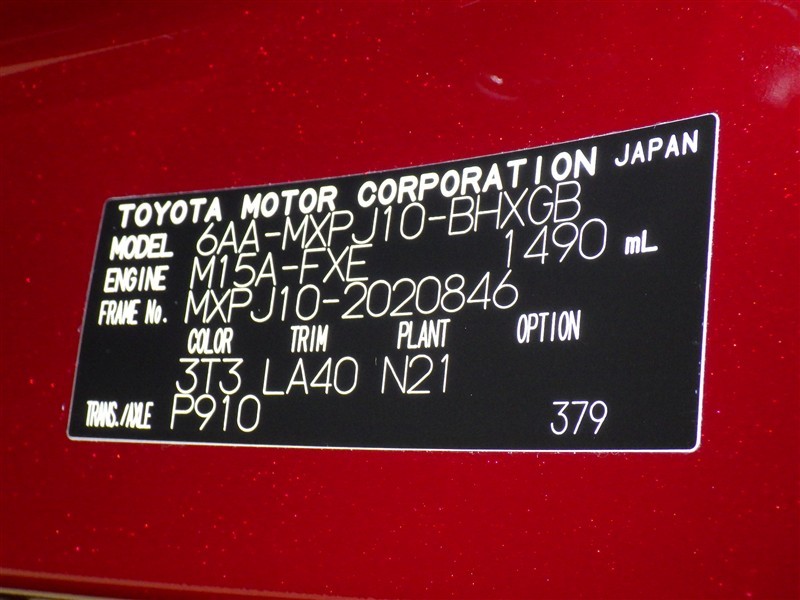 TOYOTA MOTOR CORPORATION JAPAN
MODEL 6AA-MXPJ10-BHXGB
ENGINE M15A-FXE 1490 mL
FRAME No. MXPJ10-2020846
COLOR TRIM PLANT OPTION
3T3 LA40 N21
TRANS./AXLE P910 379